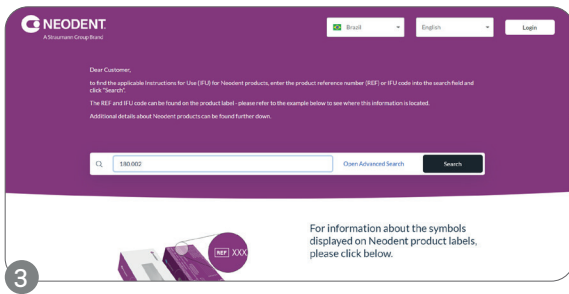 NEODENT
A Straumann Group Brand
Brazil
English
Login
Dear Customer,
to find the applicable Instructions for Use (IFU) for Neodent products, enter the product reference number (REF) or IFU code into the search field and
click "Search".
The REF and IFU code can be found on the product label - please refer to the example below to see where this information is located.
Additional details about Neodent products can be found further down.
180.002
Open Advanced Search
Search
For information about the symbols
displayed on Neodent product labels,
please click below.
REF XXX
3